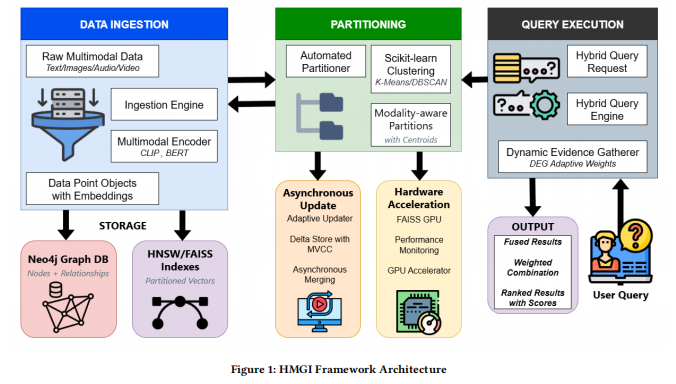 DATA INGESTION
Raw Multimodal Data
Text/Images/Audio/Video
Ingestion Engine
Multimodal Encoder
CLIP , BERT
Data Point Objects
with Embeddings
STORAGE
Neo4j Graph DB
Nodes + Relationships
HNSW/FAISS
Indexes
Partitioned Vectors
PARTITIONING
Automated
Partitioner
Scikit-learn
Clustering
K-Means/DBSCAN
Modality-aware
Partitions
with Centroids
Asynchronous
Update
Adaptive Updater
Delta Store with
MVCC
Asynchronous
Merging
Hardware
Acceleration
FAISS GPU
Performance
Monitoring
GPU Accelerator
QUERY EXECUTION
Hybrid Query
Request
Hybrid Query
Engine
Dynamic Evidence Gatherer
DEG Adaptive Weights
OUTPUT
Fused Results
Weighted
Combination
Ranked Results
with Scores
User Query
Figure 1: HMGI Framework Architecture